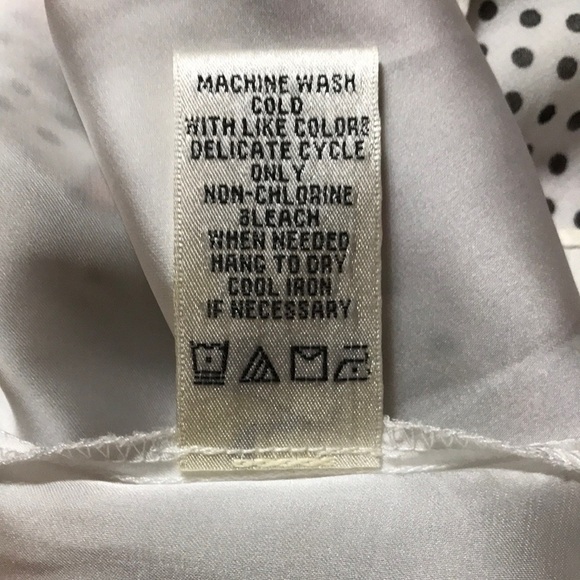 MACHINE WASH
COLD
WITH LIKE COLORS
DELICATE CYCLE
ONLY
NON-CHLORINE
BLEACH
WHEN NEEDED
HANG TO DRY
COOL IRON
IF NECESSARY